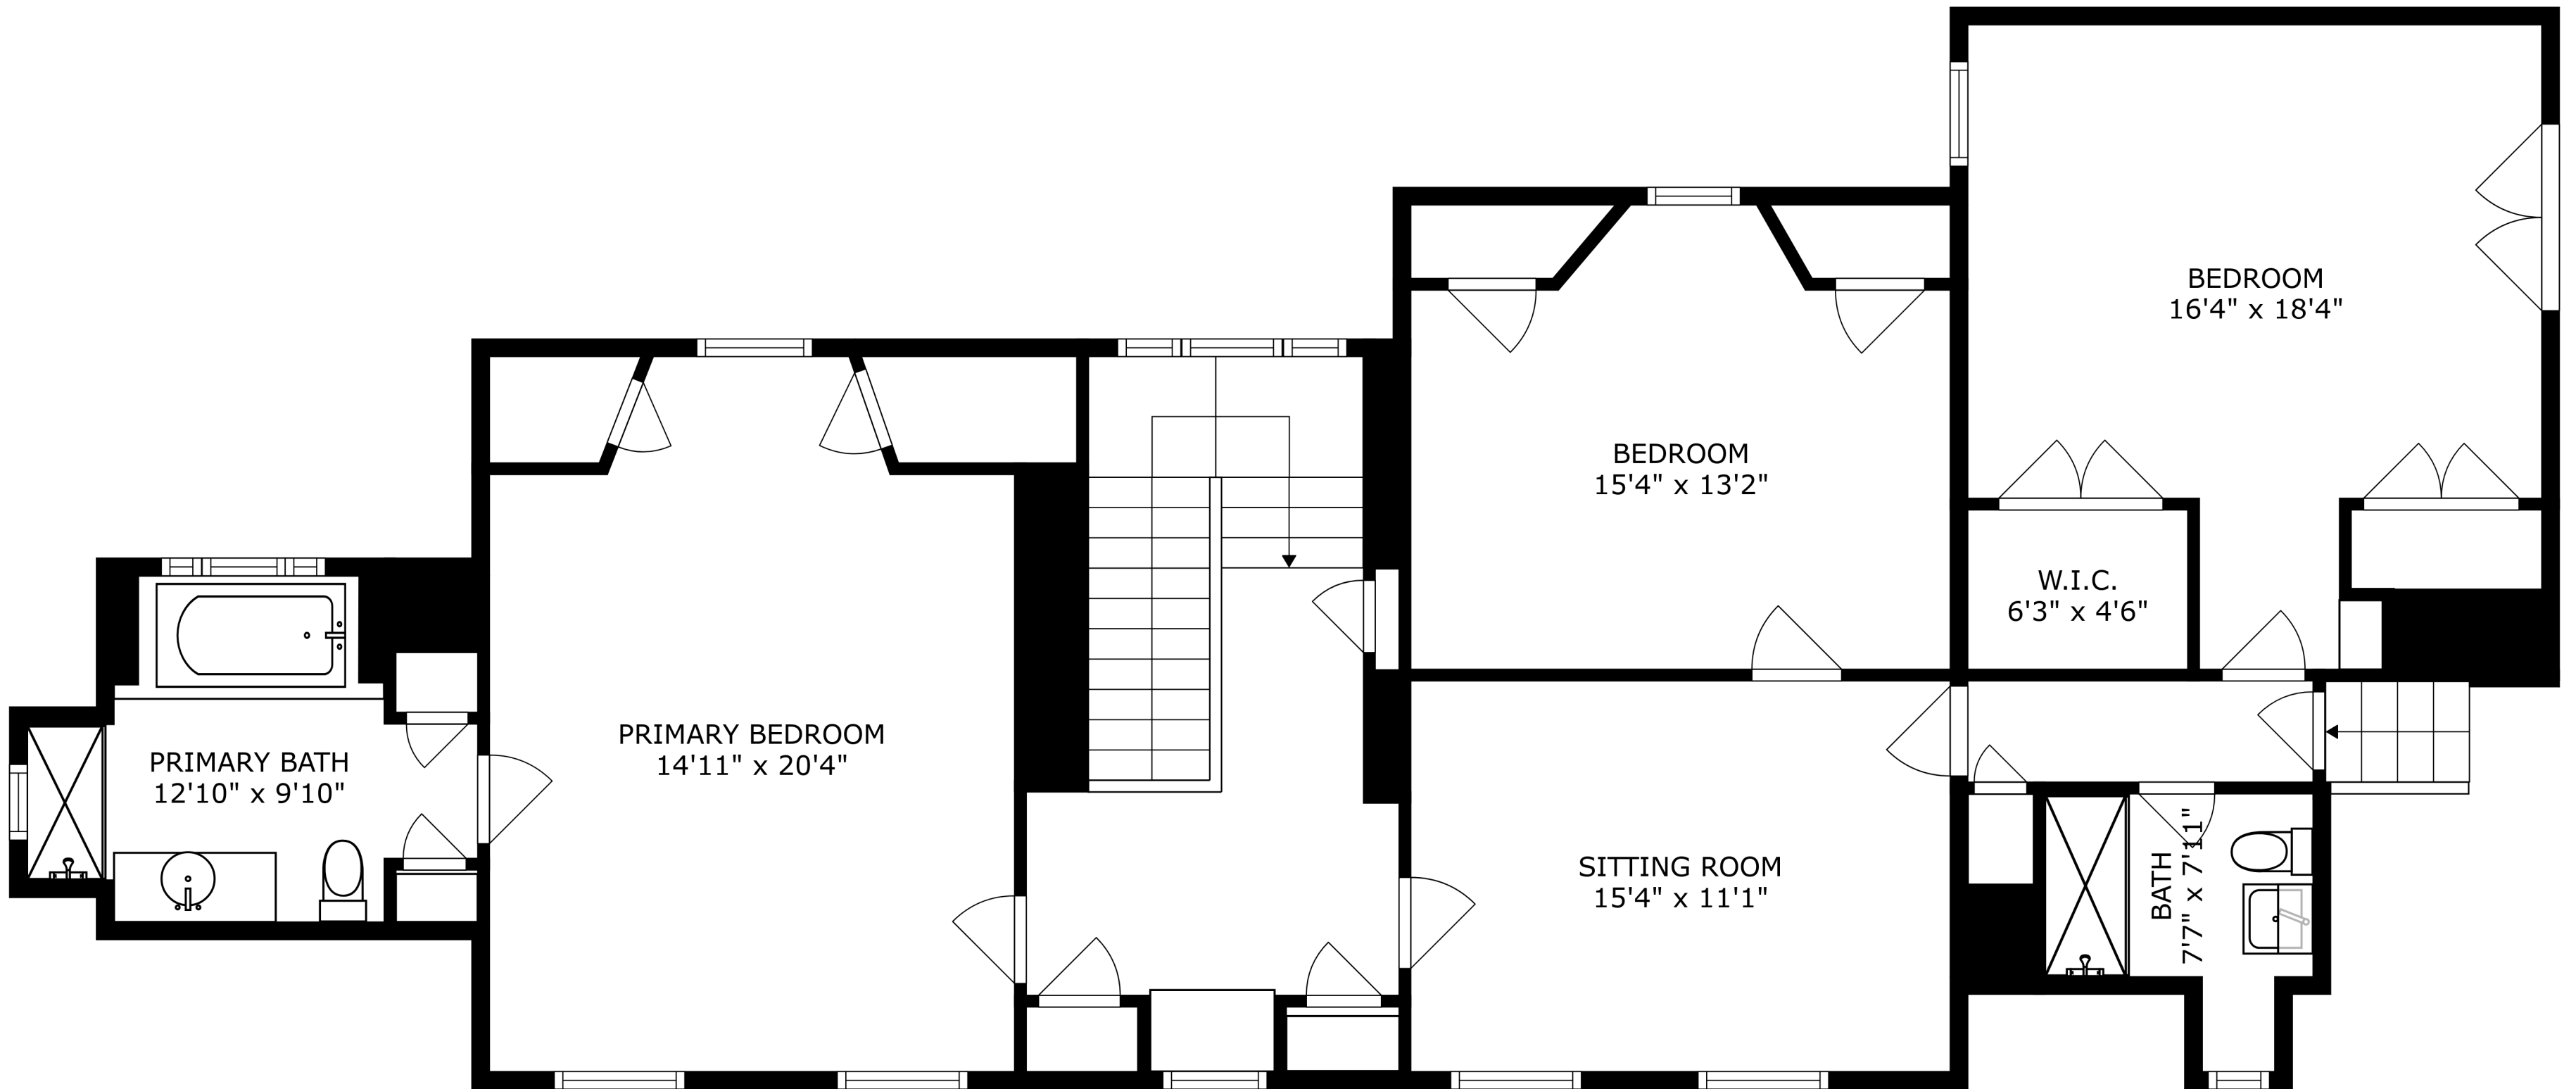 BEDROOM
16'4" x 18'4"
BEDROOM
15'4" x 13'2"
W.I.C.
6'3" x 4'6"
PRIMARY BEDROOM
14'11" x 20'4"
PRIMARY BATH
12'10" x 9'10"
SITTING ROOM
15'4" x 11'1"
BATH
7'7" x 7'11"